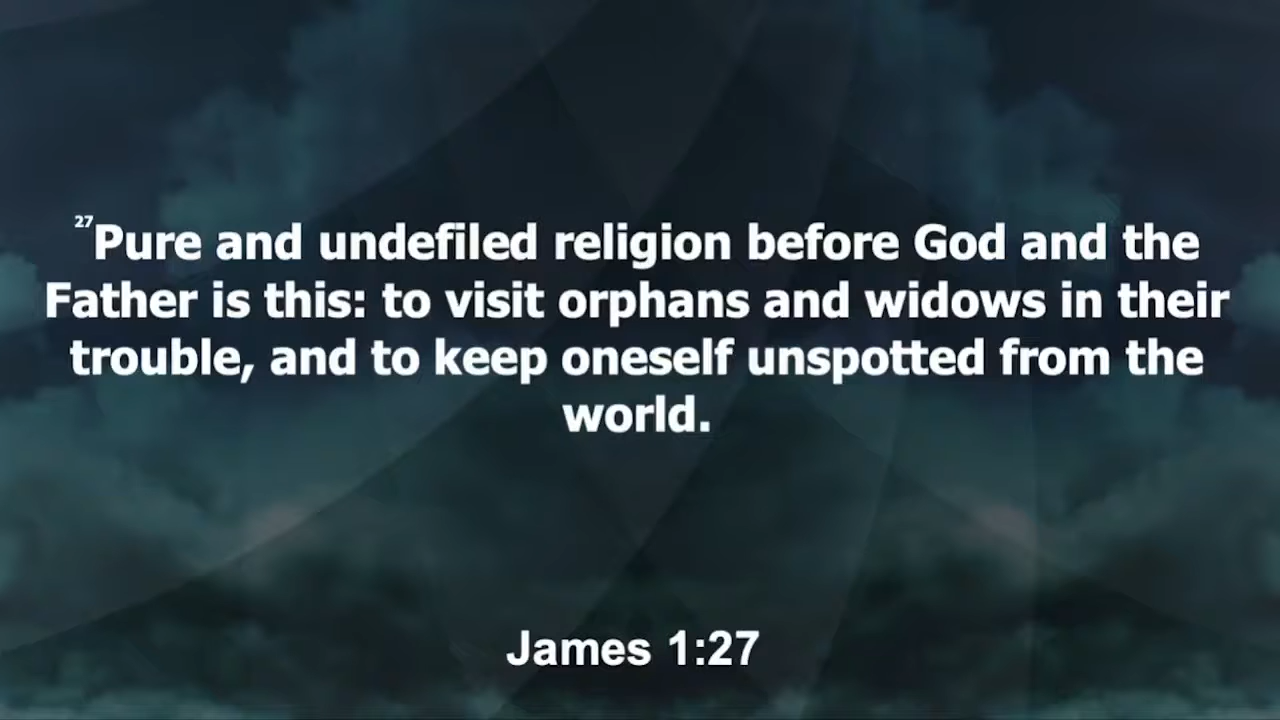 27Pure and undefiled religion before God and the
Father is this: to visit orphans and widows in their
trouble, and to keep oneself unspotted from the
world.
James 1:27